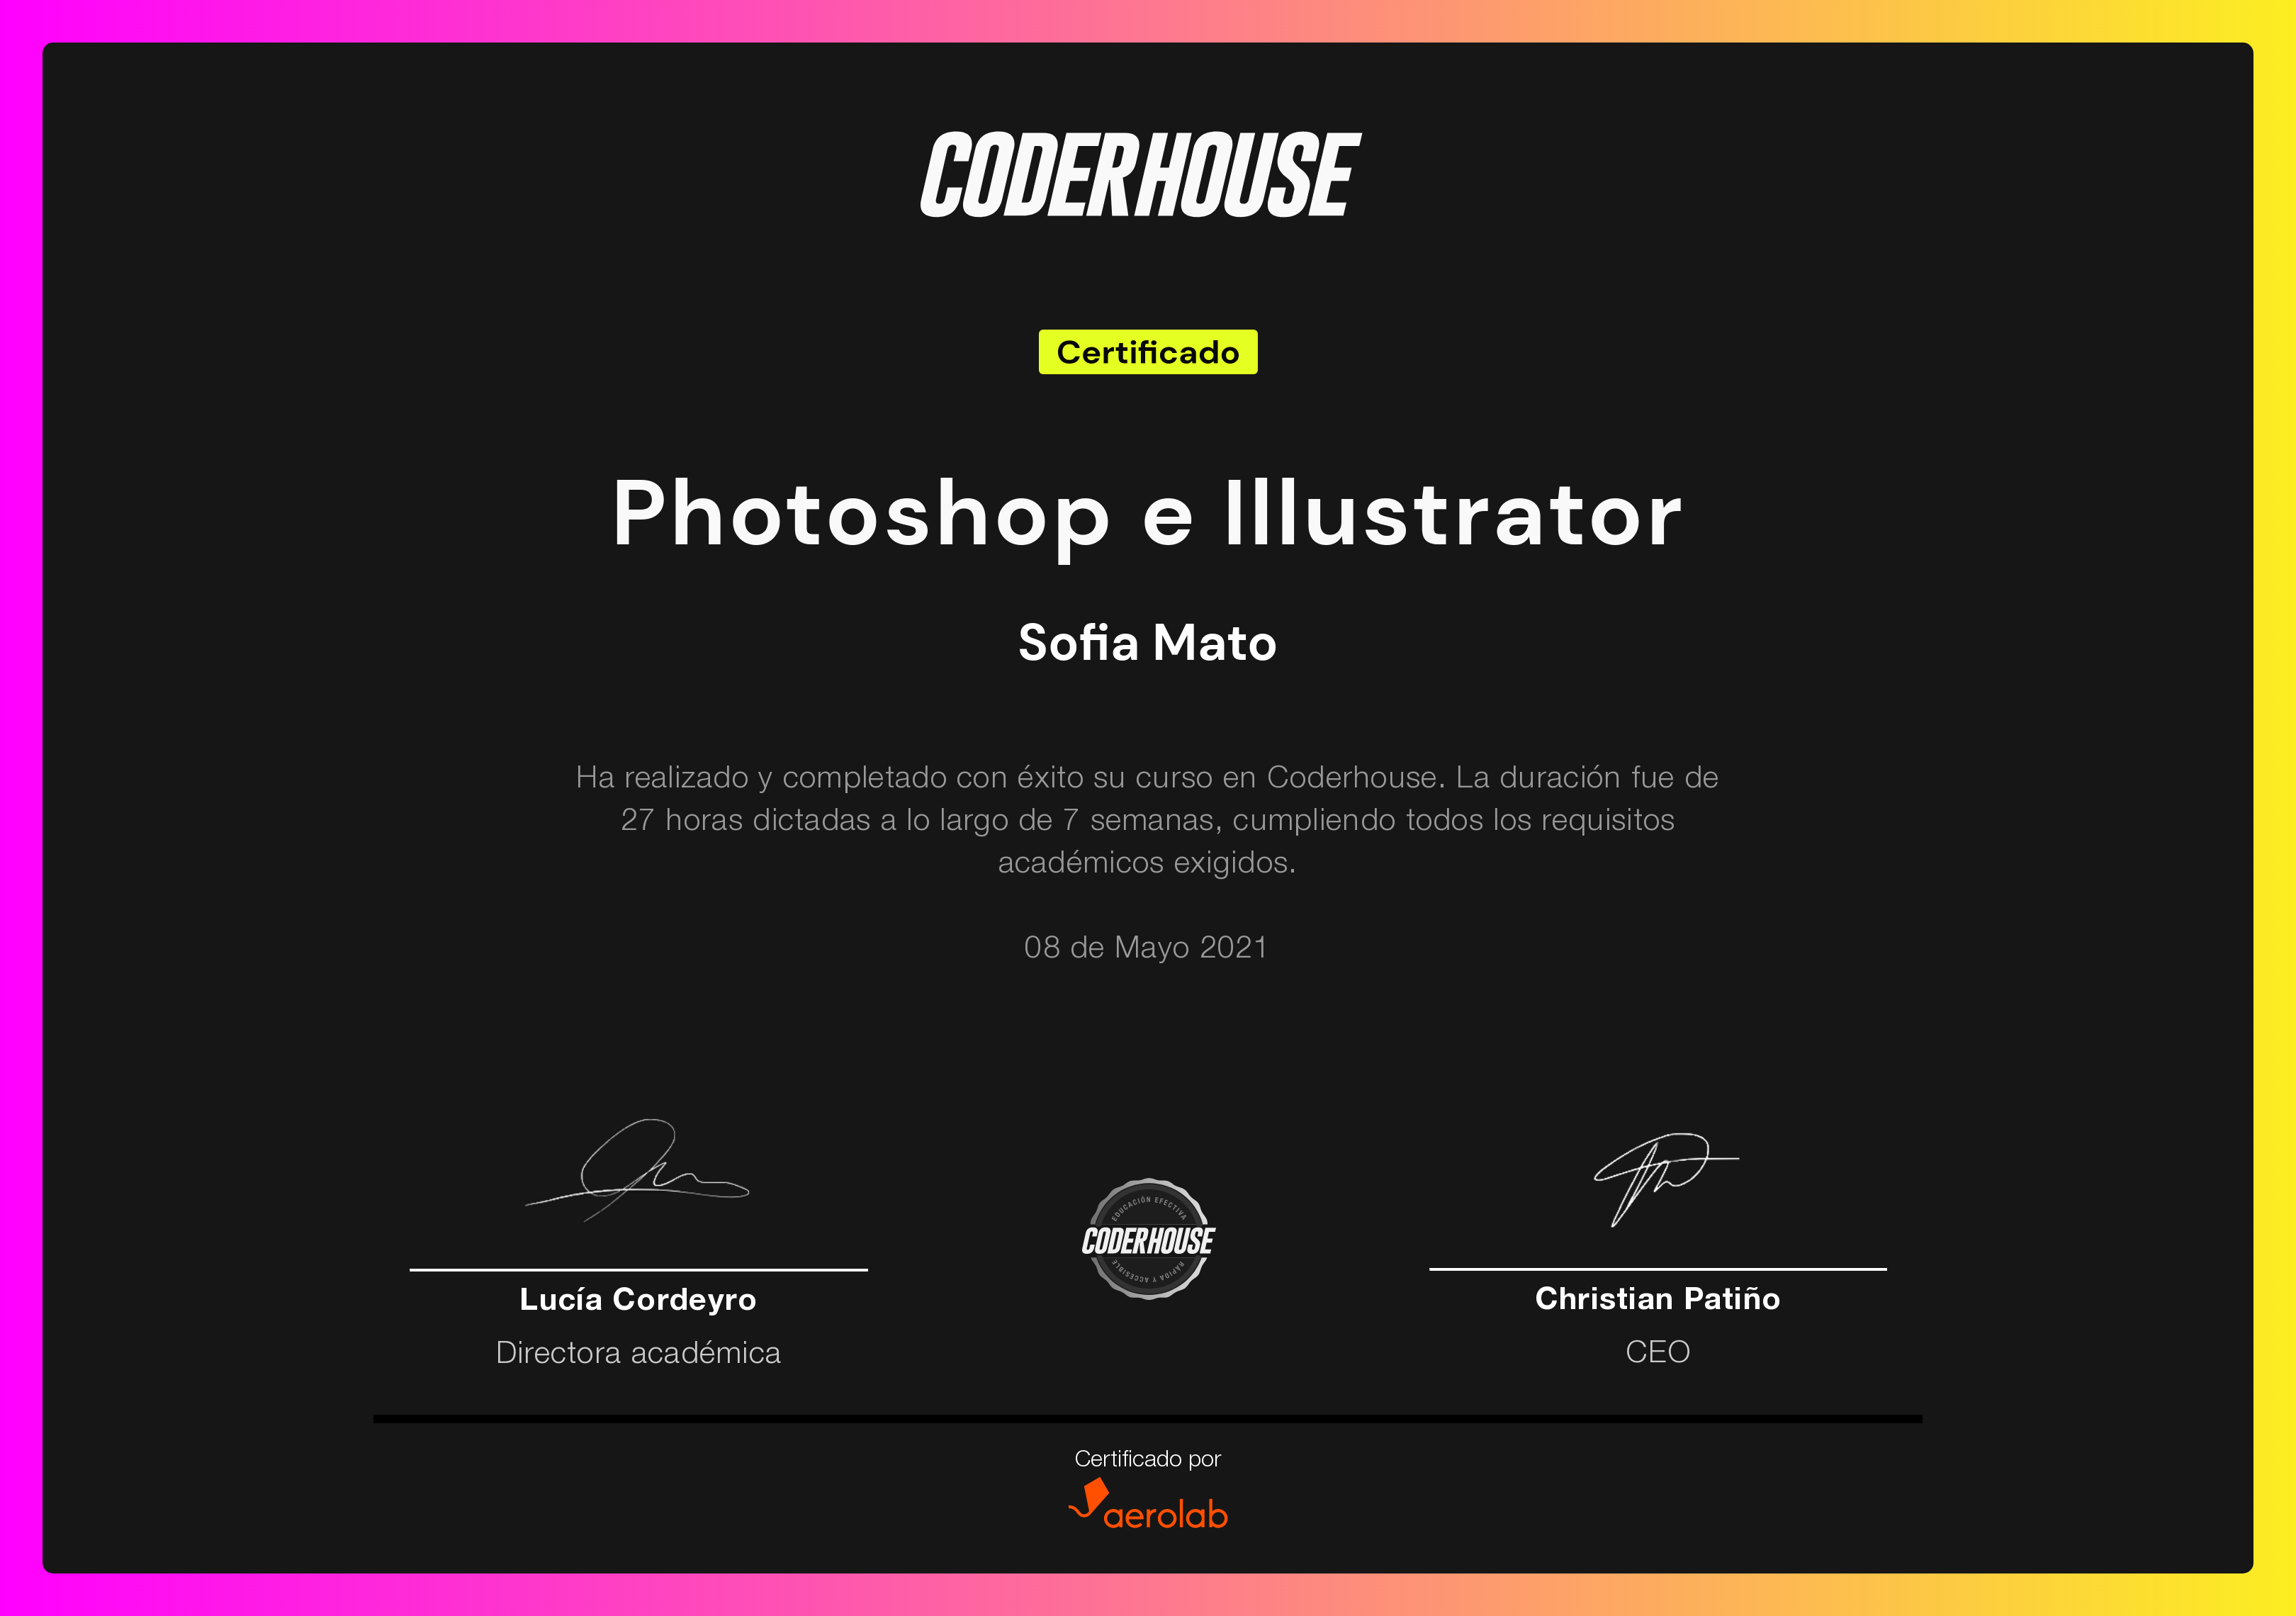 CODERHOUSE
Certificado
Photoshop e Illustrator
Sofia Mato
Ha realizado y completado con éxito su curso en Coderhouse. La duración fue de
27 horas dictadas a lo largo de 7 semanas, cumpliendo todos los requisitos
académicos exigidos.
08 de Mayo 2021
EDUCACIÓN EFECTIVA
CODERHOUSE
RÁPIDA Y ACCESIBLE
Lucía Cordeyro
Directora académica
Christian Patiño
CEO
Certificado por
aerolab